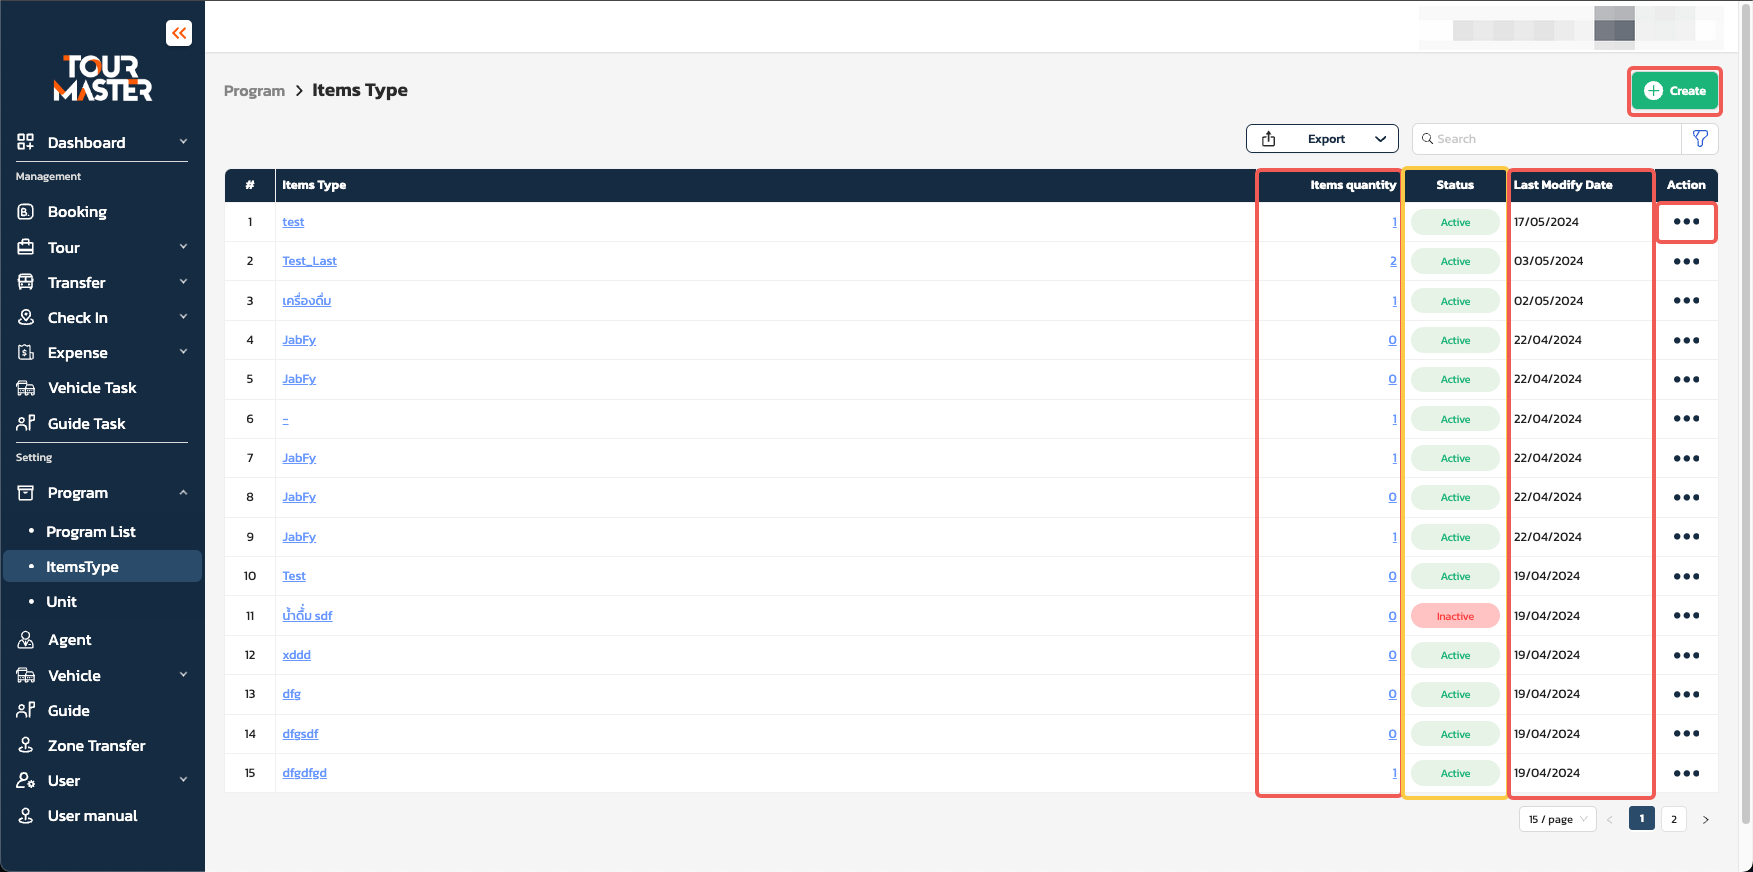 TOUR
MASTER
Dashboard
Management
Booking
Tour
Transfer
Check In
Expense
Vehicle Task
Guide Task
Setting
Program
• Program List
• ItemsType
• Unit
Agent
Vehicle
Guide
Zone Transfer
User
User manual
Program > Items Type
Create
Export
Search
# Items Type Items quantity Status Last Modify Date Action
1 test 1 Active 17/05/2024 •••
2 Test_Last 2 Active 03/05/2024 •••
3 เครื่องดื่ม 1 Active 02/05/2024 •••
4 JabFy 0 Active 22/04/2024 •••
5 JabFy 0 Active 22/04/2024 •••
6 - 1 Active 22/04/2024 •••
7 JabFy 1 Active 22/04/2024 •••
8 JabFy 0 Active 22/04/2024 •••
9 JabFy 1 Active 22/04/2024 •••
10 Test 0 Active 19/04/2024 •••
11 น้ำดื่ม sdf 0 Inactive 19/04/2024 •••
12 xddd 0 Active 19/04/2024 •••
13 dfg 0 Active 19/04/2024 •••
14 dfgsdf 0 Active 19/04/2024 •••
15 dfgdfgd 1 Active 19/04/2024 •••
15 / page < 1 2 >